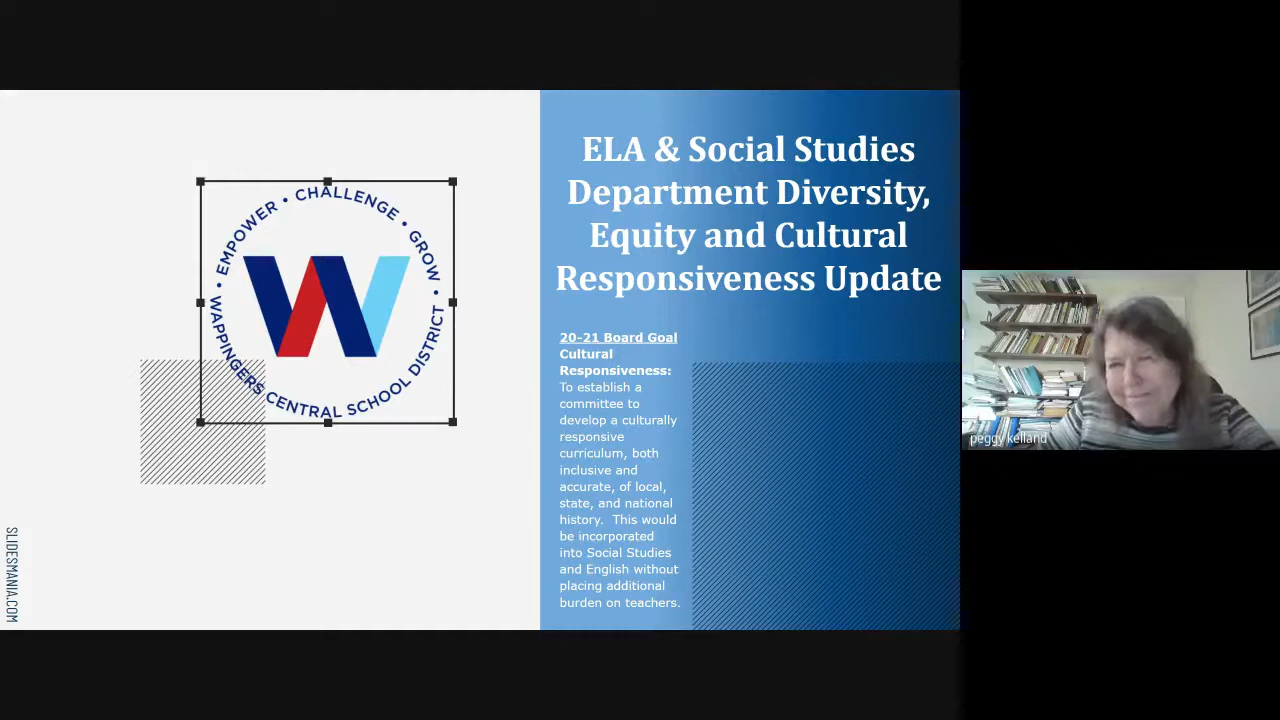 EMPOWER • CHALLENGE • GROW •
• WAPPINGERS CENTRAL SCHOOL DISTRICT
W
SLIDESMANIA.COM
ELA & Social Studies
Department Diversity,
Equity and Cultural
Responsiveness Update
20-21 Board Goal
Cultural
Responsiveness:
To establish a
committee to
develop a culturally
responsive
curriculum, both
inclusive and
accurate, of local,
state, and national
history.  This would
be incorporated
into Social Studies
and English without
placing additional
burden on teachers.
peggy kelland